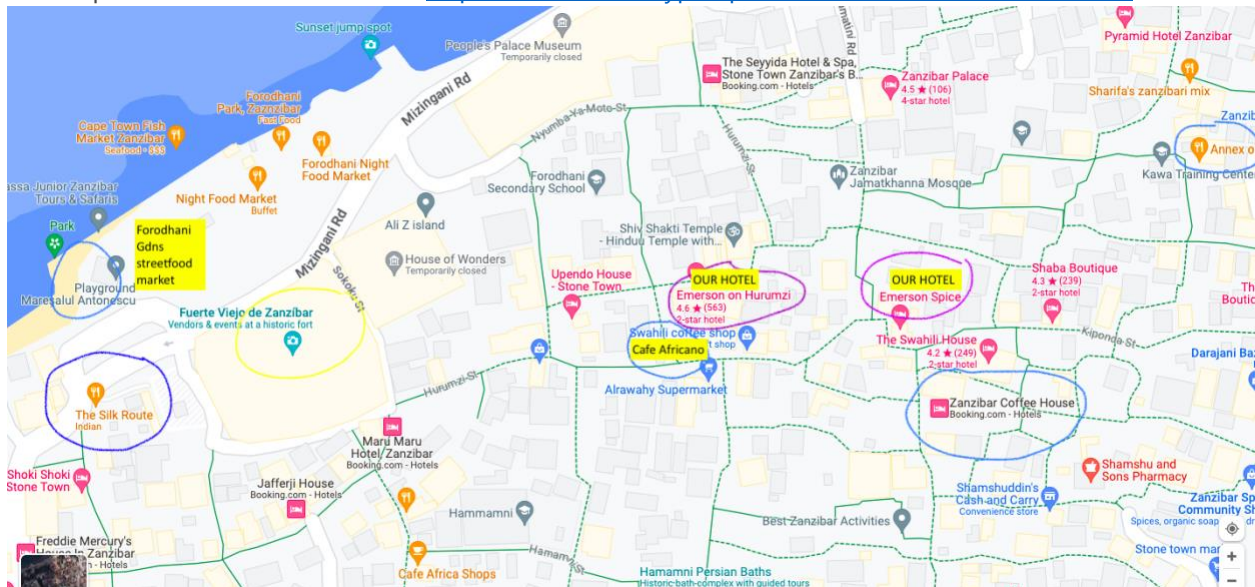 Sunset jump spot
People's Palace Museum
Temporarily closed
Mizingani Rd
The Seyyida Hotel & Spa,
Stone Town Zanzibar's B...
Booking.com - Hotels
Zanzibar Palace
4.5 ★ (106)
4-star hotel
Pyramid Hotel Zanzibar
Sharifa's zanzibari mix
Cape Town Fish
Market Zanzibar
Seafood · $$$
Forodhani
Park, Zaznzibar
Fast Food
Forodhani Night
Food Market
Night Food Market
Buffet
Nyumba Ya Moto St
Hurumzi St
Forodhani
Secondary School
Zanzibar
Jamatkhanna Mosque
Annex o
Kawa Training Center
assa Junior Zanzibar
Tours & Safaris
Park
Playground
Mareșalul Antonescu
Forodhani
Gdns
streetfood
market
Mizingani Rd
Ali Z island
House of Wonders
Temporarily closed
Sokoku St
Shiv Shakti Temple
- Hinduu Temple with...
Upendo House
- Stone Town
OUR HOTEL
Emerson on Hurumzi
4.6 ★ (563)
2-star hotel
OUR HOTEL
Emerson Spice
Shaba Boutique
4.3 ★ (239)
2-star hotel
Fuerte Viejo de Zanzíbar
Vendors & events at a historic fort
Swahili coffee shop
Cafe Africano
Alrawahy Supermarket
The Swahili House
4.2 ★ (249)
2-star hotel
Kiponda St
Hurumzi St
The Silk Route
Indian
Zanzibar Coffee House
Booking.com - Hotels
Maru Maru
Hotel Zanzibar
Booking.com - Hotels
Shoki Shoki
Stone Town
Jafferji House
Booking.com - Hotels
Hammamni
Shamshu and
Sons Pharmacy
Shamshuddin's
Cash and Carry
Convenience store
Zanzibar Sp
Community Sh
Spices, organic soap
Best Zanzibar Activities
Freddie Mercury's
House In Zanzibar
Cafe Africa Shops
Hamamni St
Hamamni Persian Baths
Historic bath complex with guided tours
Stone town mar